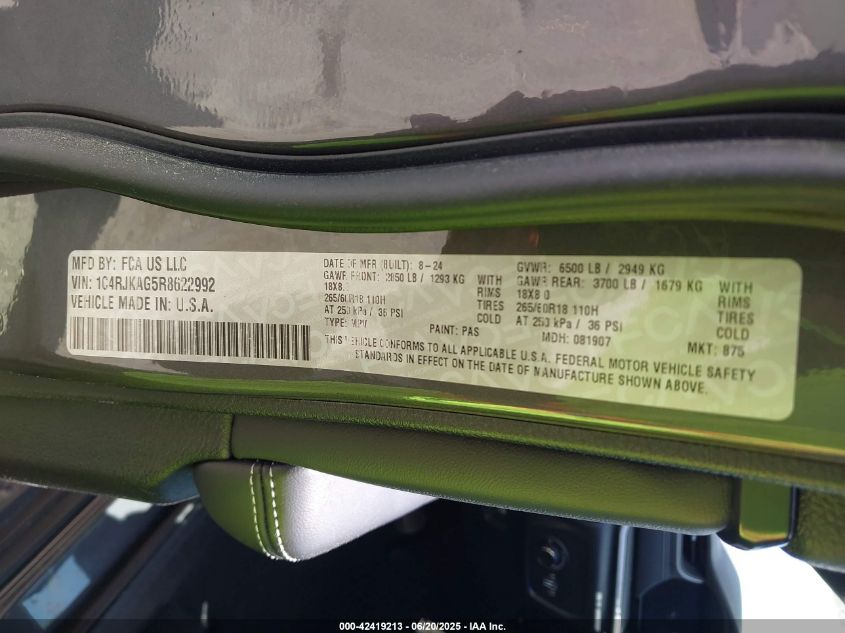 MFD BY: FCA US LLC
VIN: 1C4RJKAG5R8622992
VEHICLE MADE IN: U.S.A.
DATE OF MFR (BUILT): 8-24
GAWR FRONT: 2850 LB / 1293 KG WITH
18X8.0 RIMS
265/60R18 110H TIRES
AT 250 kPa / 36 PSI COLD
TYPE: MPV PAINT: PAS
GVWR: 6500 LB / 2949 KG
GAWR REAR: 3700 LB / 1679 KG WITH
18X8.0 RIMS
265/60R18 110H TIRES
AT 250 kPa / 36 PSI COLD
MDH: 081907 MKT: 875
THIS VEHICLE CONFORMS TO ALL APPLICABLE U.S.A. FEDERAL MOTOR VEHICLE SAFETY
STANDARDS IN EFFECT ON THE DATE OF MANUFACTURE SHOWN ABOVE.
000-42419213 - 06/20/2025 - IAA Inc.